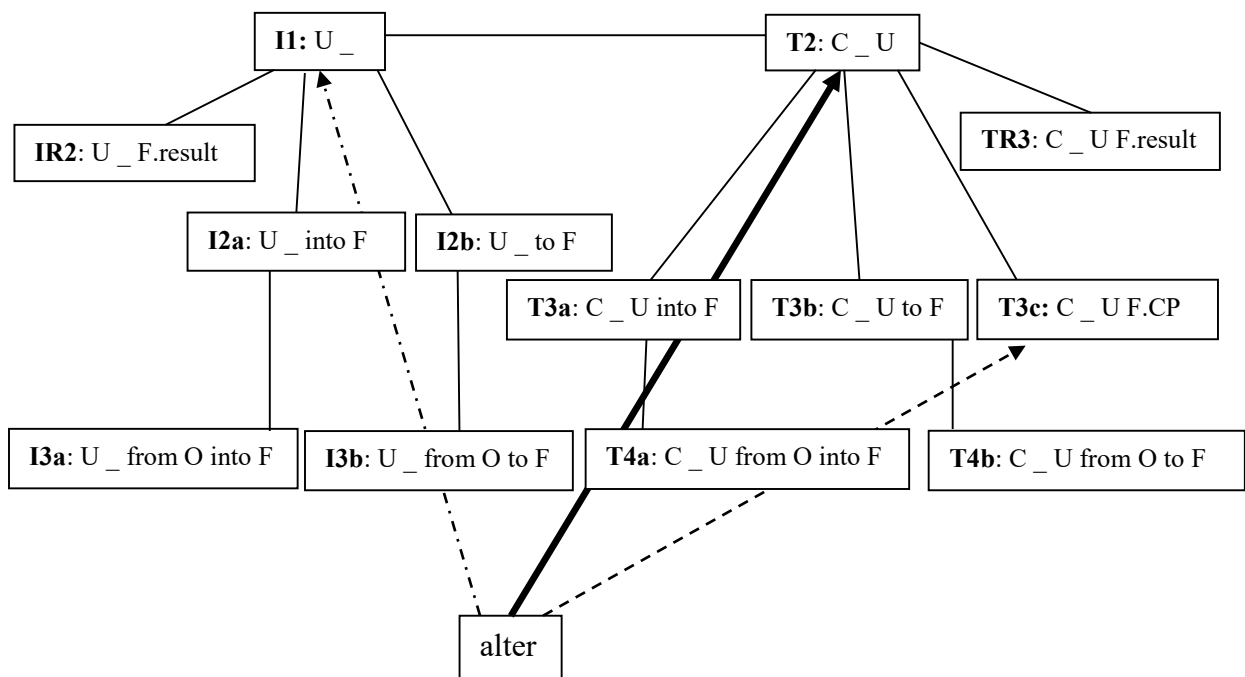 I1: U _
T2: C _ U
IR2: U _ F.result
TR3: C _ U F.result
I2a: U _ into F
I2b: U _ to F
T3a: C _ U into F
T3b: C _ U to F
T3c: C _ U F.CP
I3a: U _ from O into F
I3b: U _ from O to F
T4a: C _ U from O into F
T4b: C _ U from O to F
alter